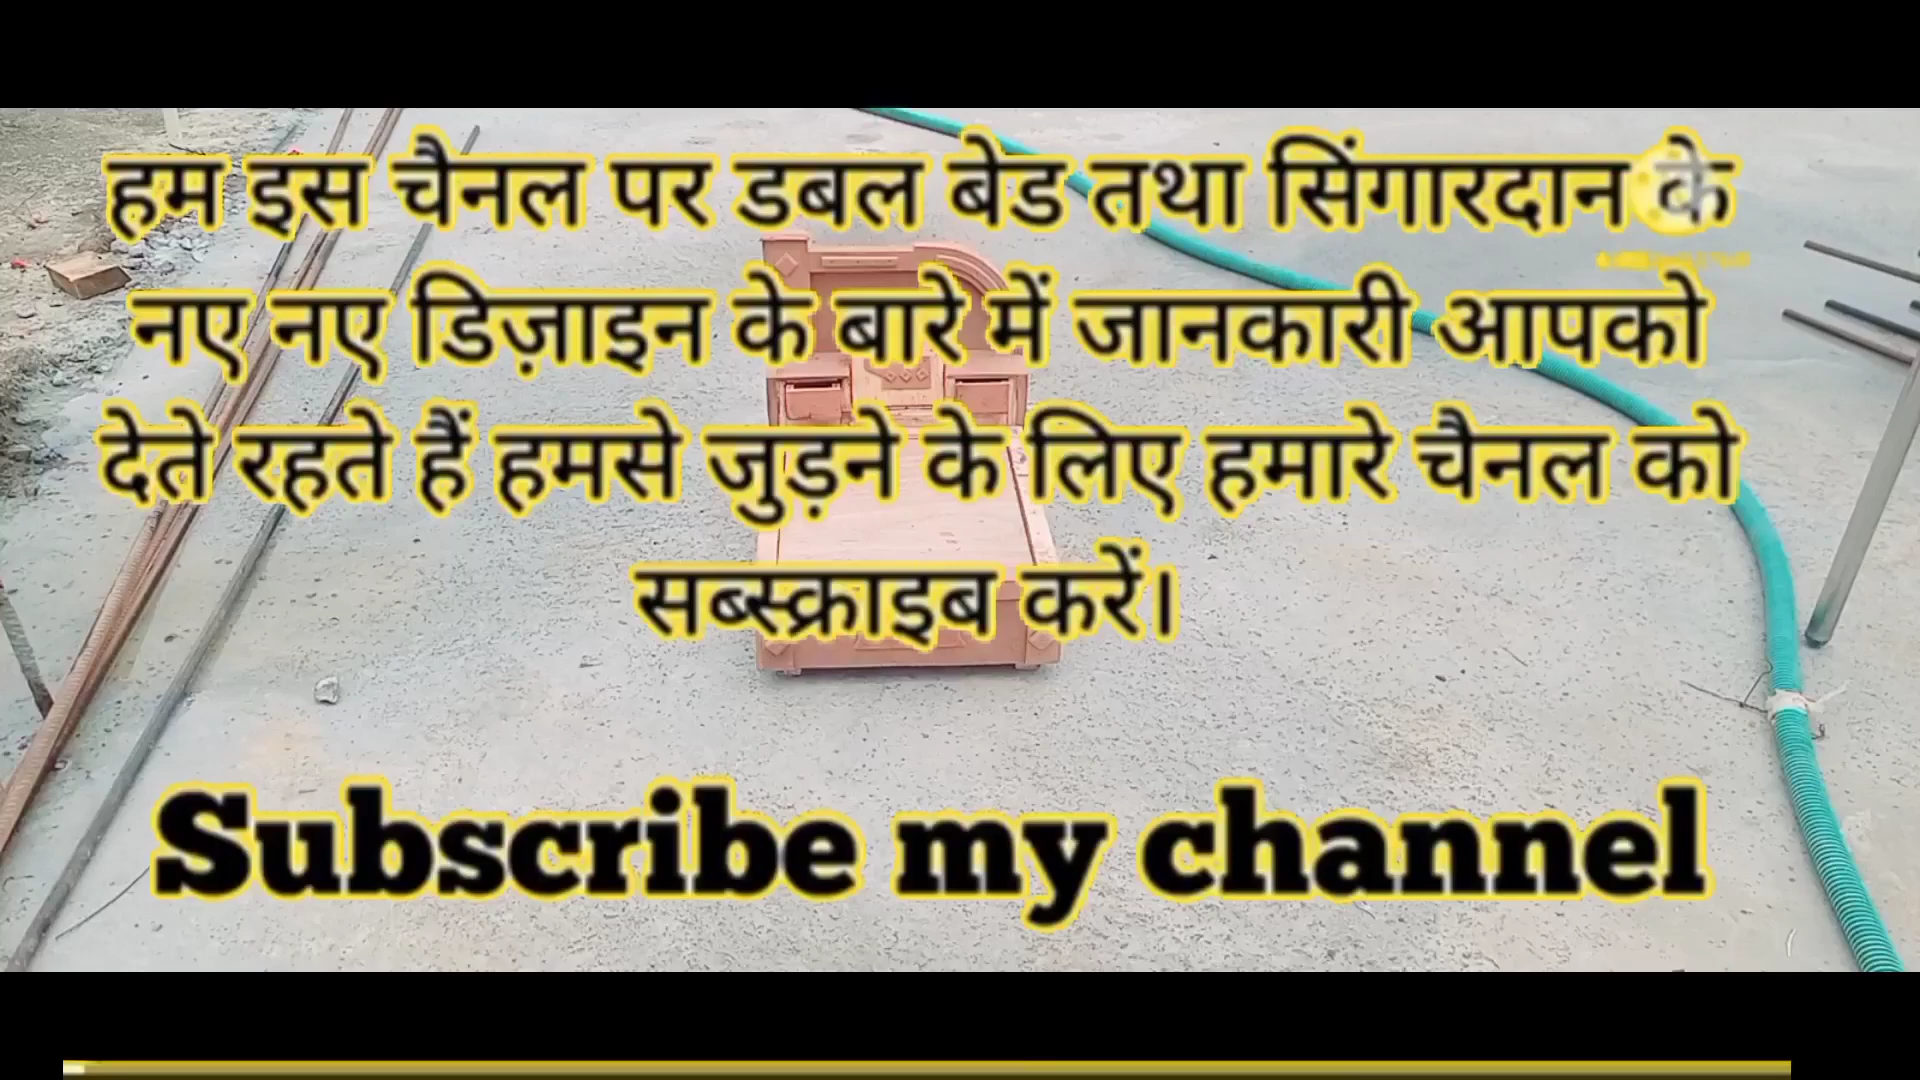 हम इस चैनल पर डबल बेड तथा सिंगारदान के
नए नए डिज़ाइन के बारे में जानकारी आपको
देते रहते हैं हमसे जुड़ने के लिए हमारे चैनल को
सब्स्क्राइब करें।
Subscribe my channel